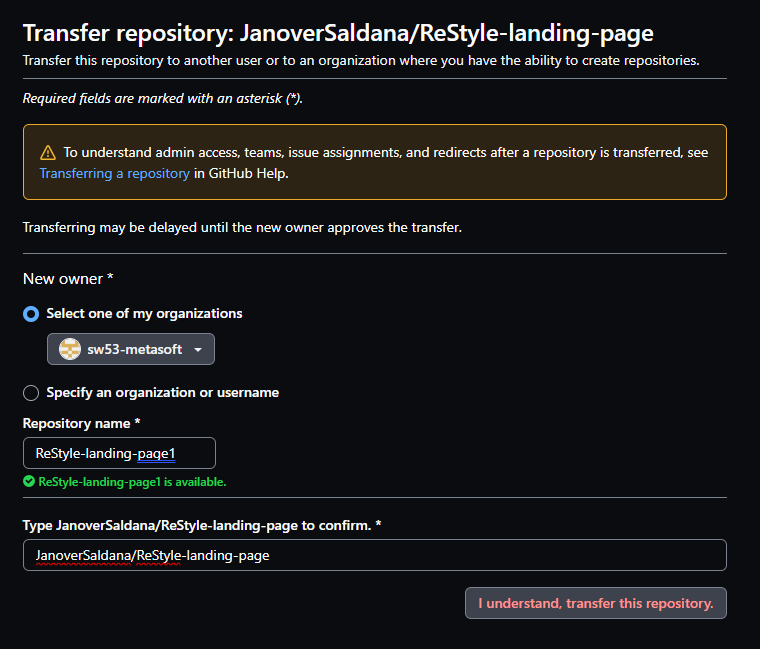 Transfer repository: JanoverSaldana/ReStyle-landing-page
Transfer this repository to another user or to an organization where you have the ability to create repositories.
Required fields are marked with an asterisk (*).
To understand admin access, teams, issue assignments, and redirects after a repository is transferred, see
Transferring a repository in GitHub Help.
Transferring may be delayed until the new owner approves the transfer.
New owner *
Select one of my organizations
sw53-metasoft
Specify an organization or username
Repository name *
ReStyle-landing-page1
ReStyle-landing-page1 is available.
Type JanoverSaldana/ReStyle-landing-page to confirm. *
JanoverSaldana/ReStyle-landing-page
I understand, transfer this repository.